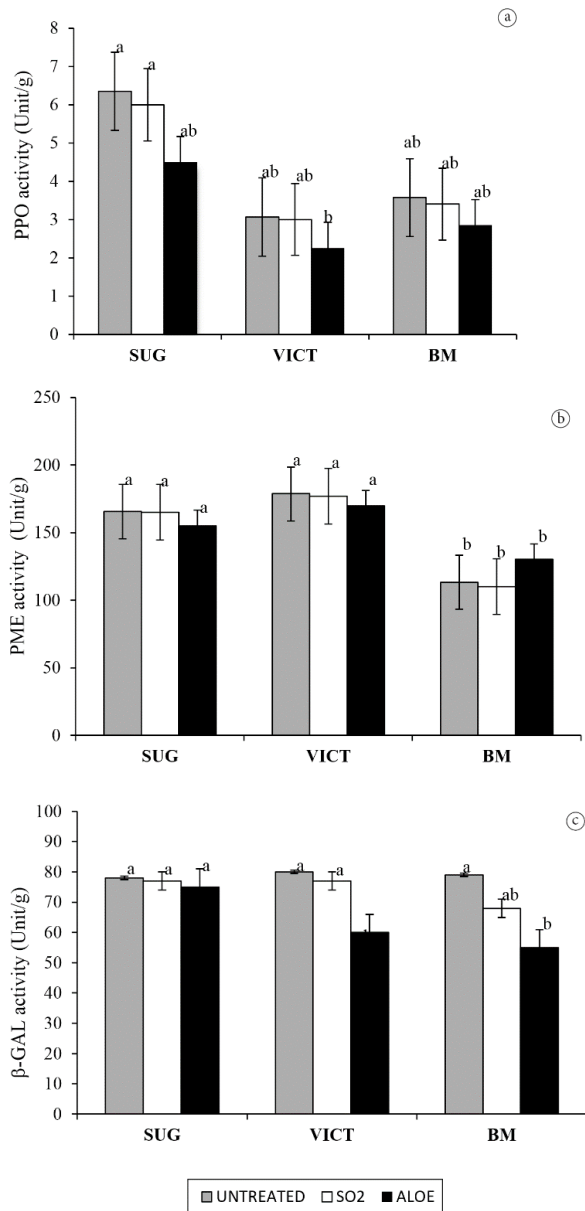 a
PPO activity (Unit/g)
8
7
6
5
4
3
2
1
0
a
a
ab
ab
ab
b
ab
ab
ab
SUG
VICT
BM
b
PME activity (Unit/g)
250
200
150
100
50
0
a
a
a
a
a
a
b
b
b
SUG
VICT
BM
c
β-GAL activity (Unit/g)
100
90
80
70
60
50
40
30
20
10
0
a
a
a
a
a
a
ab
b
SUG
VICT
BM
UNTREATED SO2 ALOE